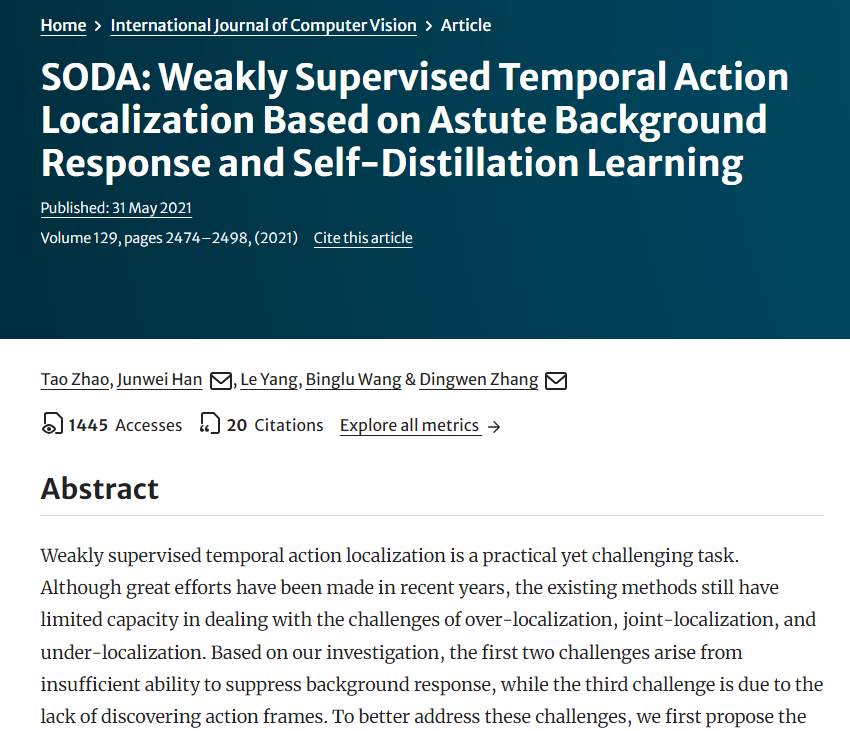 Home > International Journal of Computer Vision > Article
SODA: Weakly Supervised Temporal Action
Localization Based on Astute Background
Response and Self-Distillation Learning
Published: 31 May 2021
Volume 129, pages 2474–2498, (2021) Cite this article
Tao Zhao, Junwei Han, Le Yang, Binglu Wang & Dingwen Zhang
1445 Accesses 20 Citations Explore all metrics →
Abstract
Weakly supervised temporal action localization is a practical yet challenging task.
Although great efforts have been made in recent years, the existing methods still have
limited capacity in dealing with the challenges of over-localization, joint-localization, and
under-localization. Based on our investigation, the first two challenges arise from
insufficient ability to suppress background response, while the third challenge is due to the
lack of discovering action frames. To better address these challenges, we first propose the